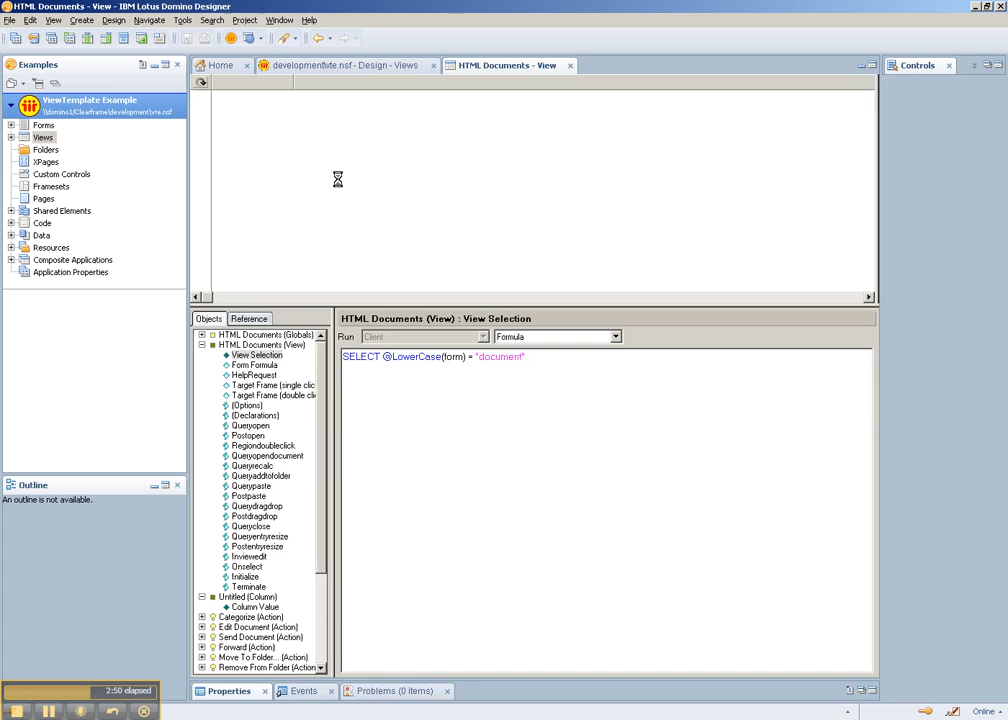 HTML Documents - View - IBM Lotus Domino Designer
File Edit View Create Design Navigate Tools Search Project Window Help
Examples
Home
development\vte.nsf - Design - Views
HTML Documents - View
Controls
ViewTemplate Example
\\domino1/Clearframe\development\vte.nsf
Forms
Views
Folders
XPages
Custom Controls
Framesets
Pages
Shared Elements
Code
Data
Resources
Composite Applications
Application Properties
Outline
An outline is not available.
Objects Reference
HTML Documents (Globals)
HTML Documents (View)
View Selection
Form Formula
HelpRequest
Target Frame (single clic
Target Frame (double clic
(Options)
(Declarations)
Queryopen
Postopen
Regiondoubleclick
Queryopendocument
Queryrecalc
Queryaddtofolder
Querypaste
Postpaste
Querydragdrop
Postdragdrop
Queryclose
Queryentryresize
Postentryresize
Inviewedit
Onselect
Initialize
Terminate
Untitled (Column)
Column Value
Categorize (Action)
Edit Document (Action)
Send Document (Action)
Forward (Action)
Move To Folder... (Action)
Remove From Folder (Action
HTML Documents (View) : View Selection
Run Client Formula
SELECT @LowerCase(form) = "document"
Properties
Events
Problems (0 items)
2:50 elapsed
Online